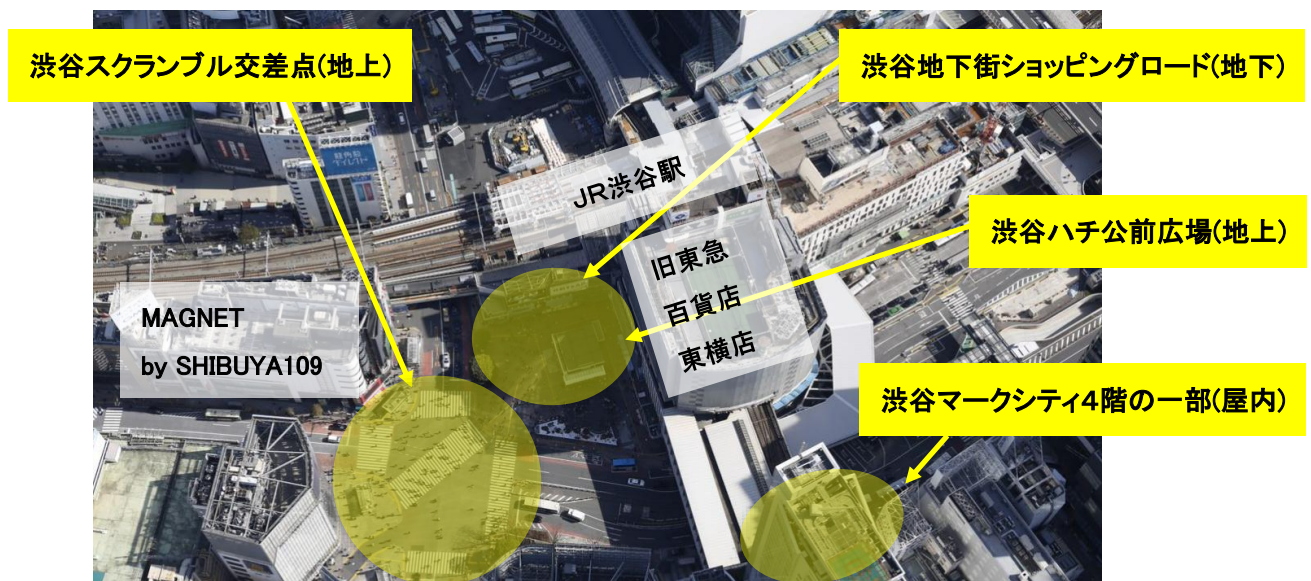 渋谷スクランブル交差点(地上)
渋谷地下街ショッピングロード(地下)
JR渋谷駅
渋谷ハチ公前広場(地上)
旧東急
百貨店
東横店
MAGNET
by SHIBUYA109
渋谷マークシティ4階の一部(屋内)